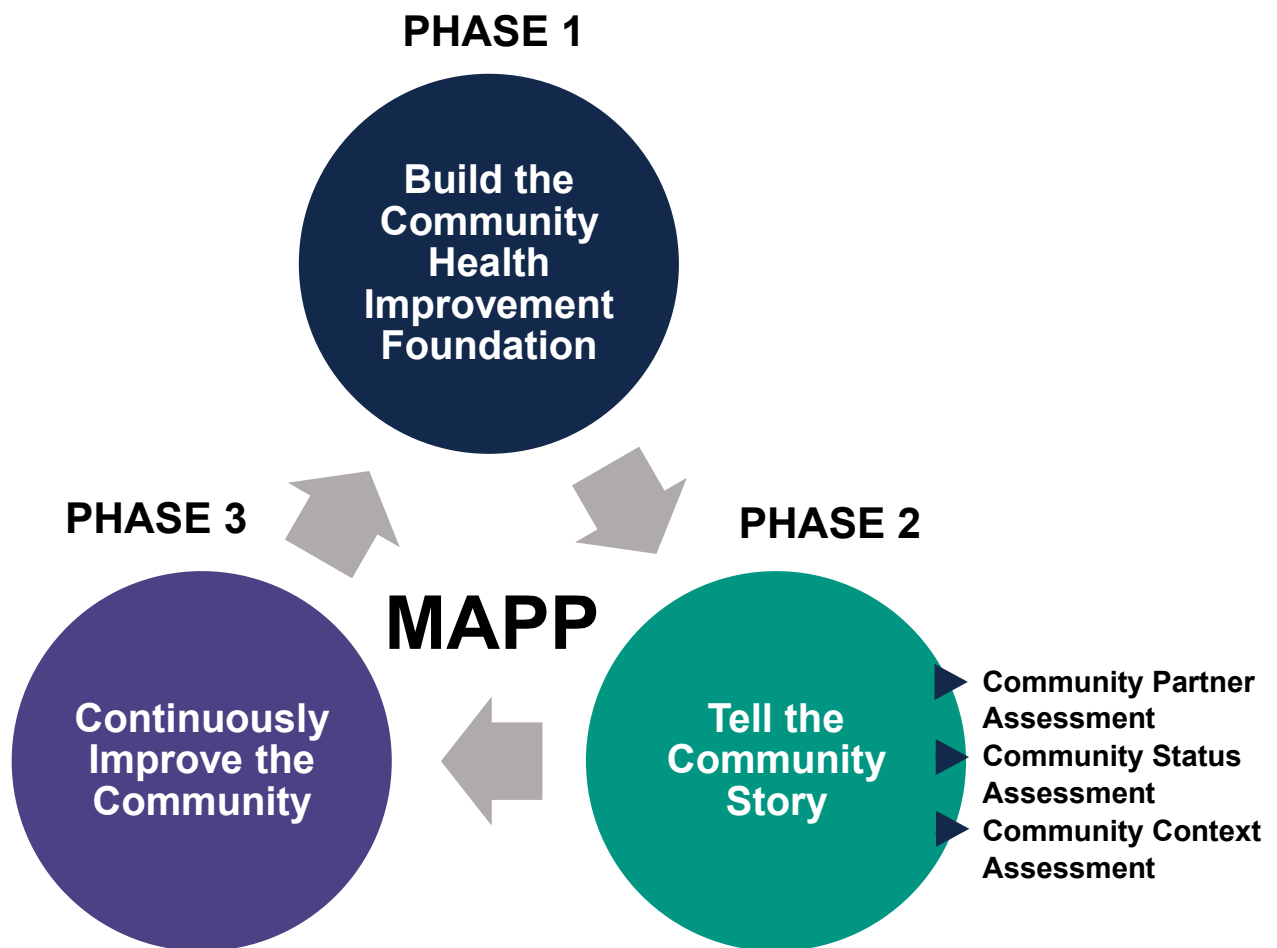 PHASE 1
Build the
Community
Health
Improvement
Foundation
PHASE 3
PHASE 2
MAPP
Continuously
Improve the
Community
Tell the
Community
Story
Community Partner
Assessment
Community Status
Assessment
Community Context
Assessment